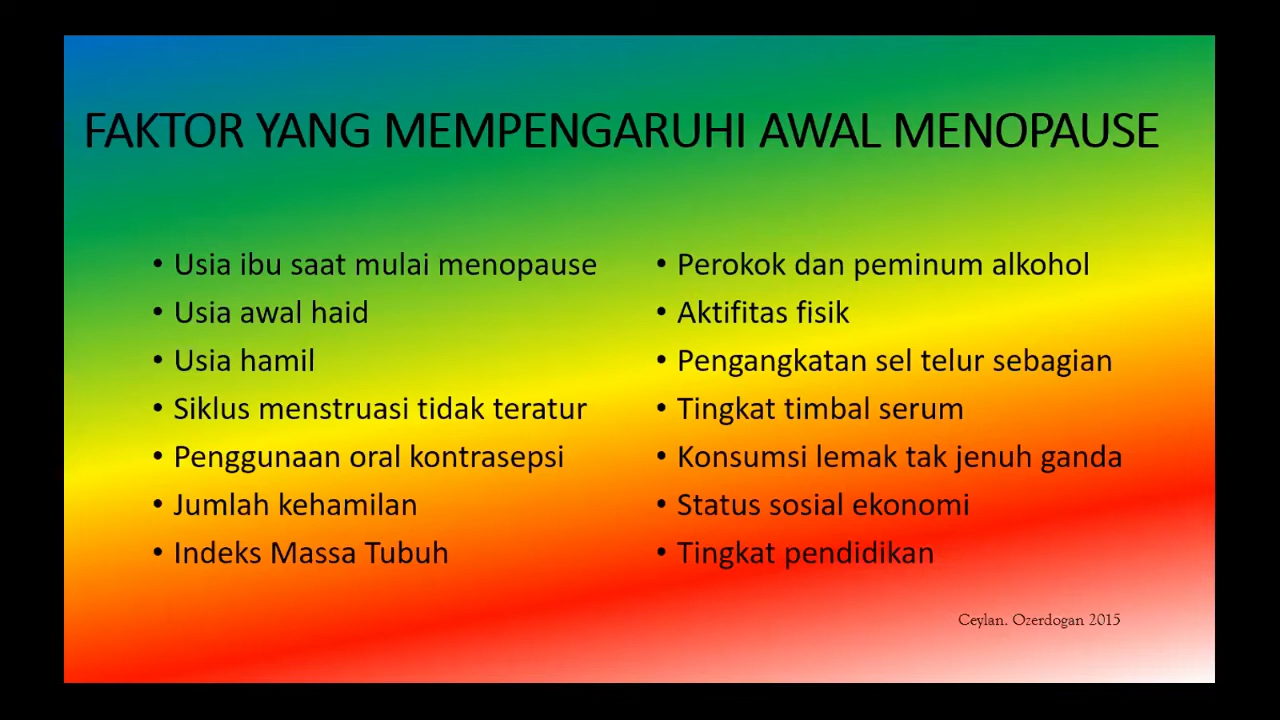 FAKTOR YANG MEMPENGARUHI AWAL MENOPAUSE
• Usia ibu saat mulai menopause
• Usia awal haid
• Usia hamil
• Siklus menstruasi tidak teratur
• Penggunaan oral kontrasepsi
• Jumlah kehamilan
• Indeks Massa Tubuh
• Perokok dan peminum alkohol
• Aktifitas fisik
• Pengangkatan sel telur sebagian
• Tingkat timbal serum
• Konsumsi lemak tak jenuh ganda
• Status sosial ekonomi
• Tingkat pendidikan
Ceylan. Ozerdogan 2015